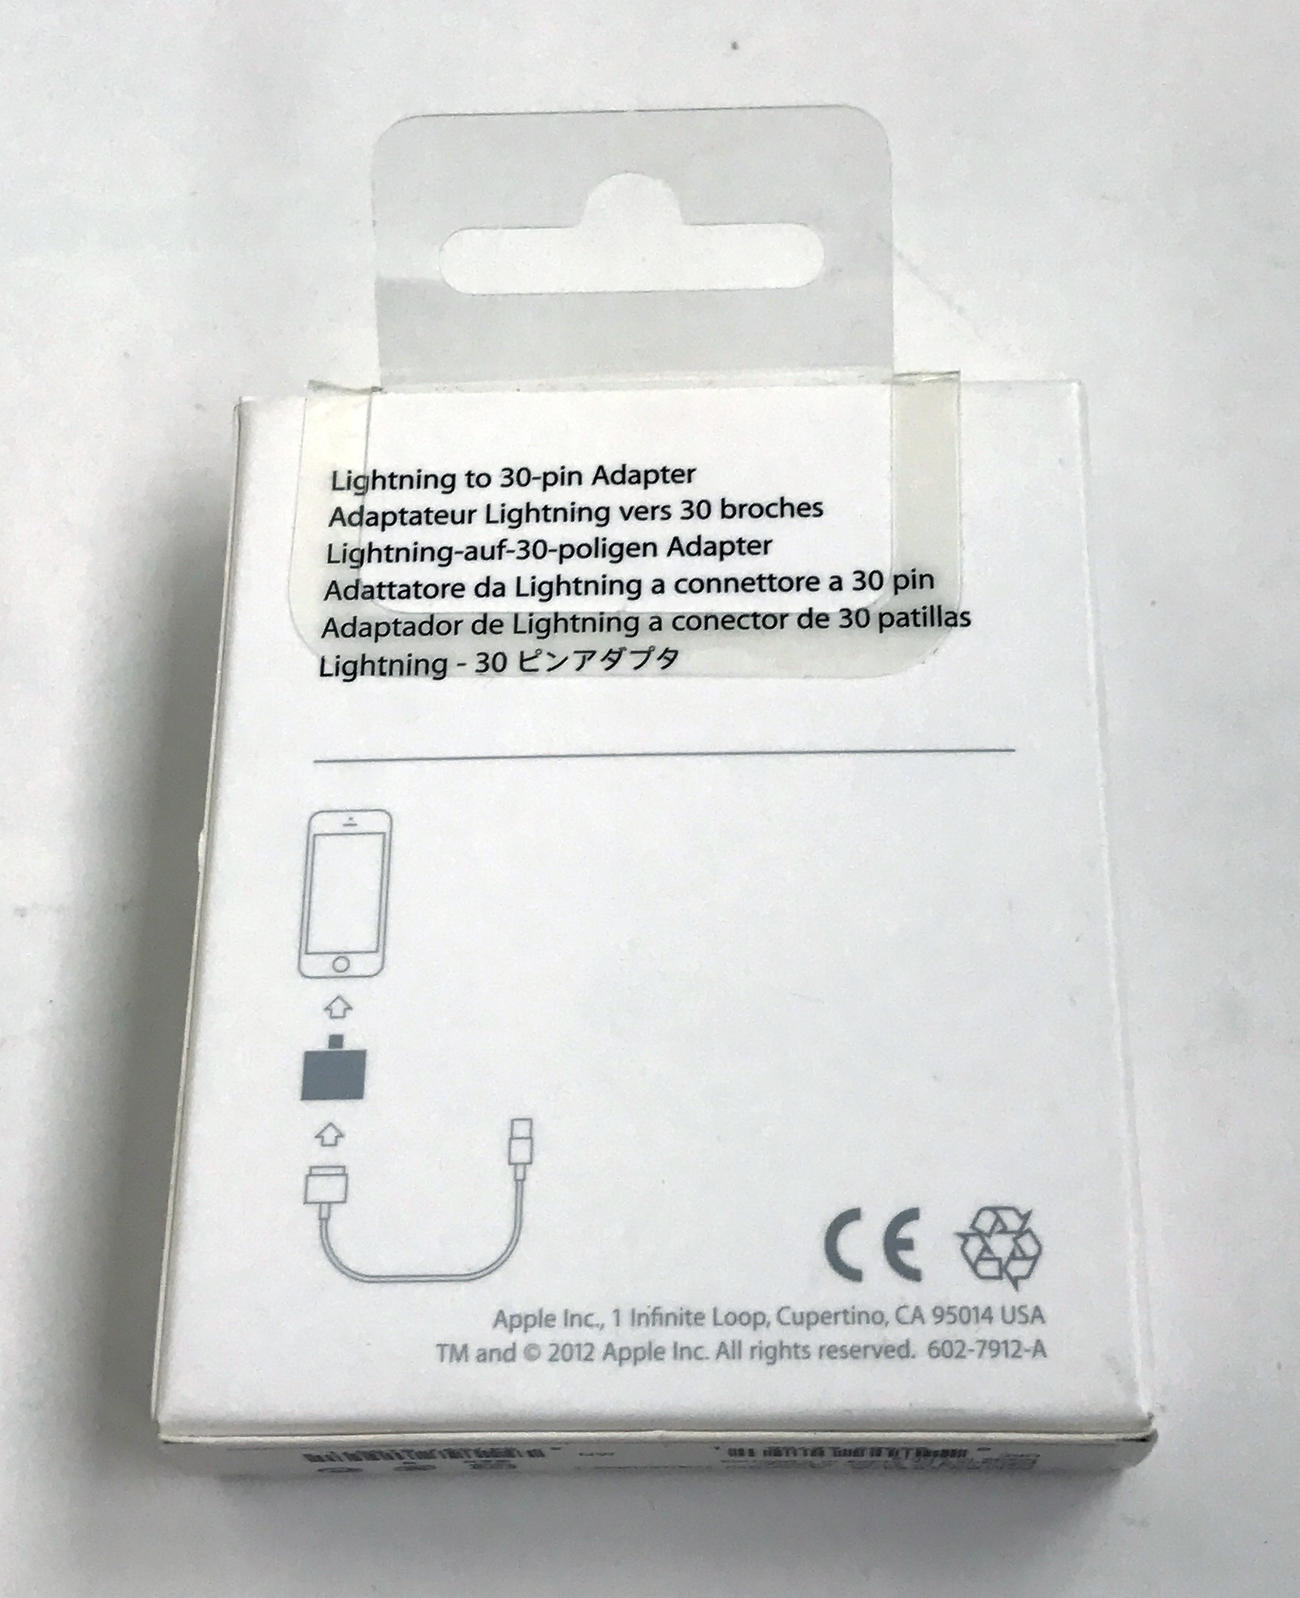 Lightning to 30-pin Adapter
Adaptateur Lightning vers 30 broches
Lightning-auf-30-poligen Adapter
Adattatore da Lightning a connettore a 30 pin
Adaptador de Lightning a conector de 30 patillas
Lightning - 30 ピンアダプタ
CE
Apple Inc., 1 Infinite Loop, Cupertino, CA 95014 USA
TM and © 2012 Apple Inc. All rights reserved. 602-7912-A